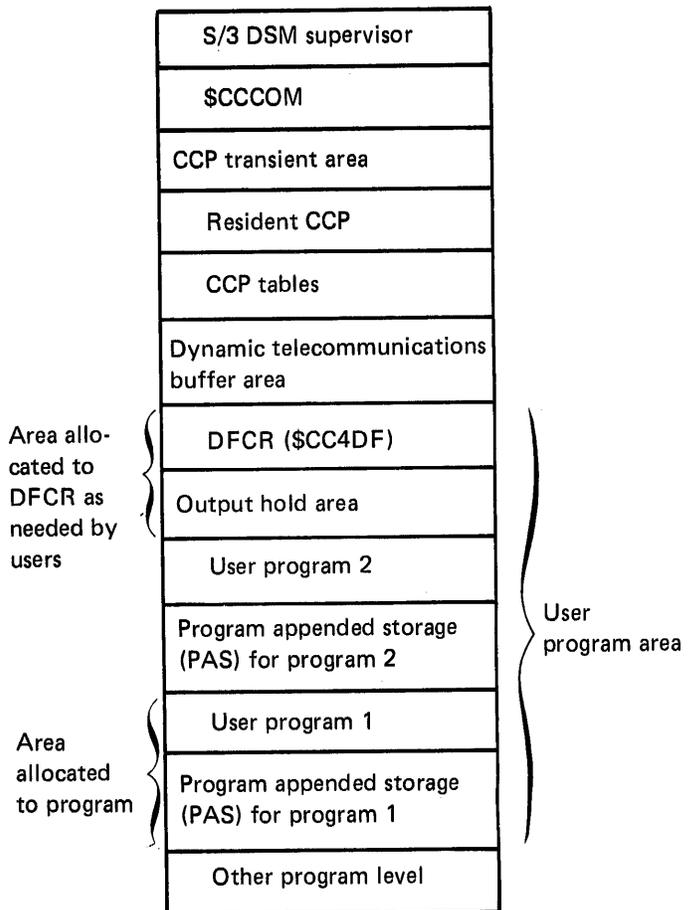 S/3 DSM supervisor
$CCCOM
CCP transient area
Resident CCP
CCP tables
Dynamic telecommunications
buffer area
Area allo-
cated to
DFCR as
needed by
users
DFCR ($CC4DF)
Output hold area
User program 2
Program appended storage
(PAS) for program 2
User
program area
Area
allocated
to program
User program 1
Program appended storage
(PAS) for program 1
Other program level